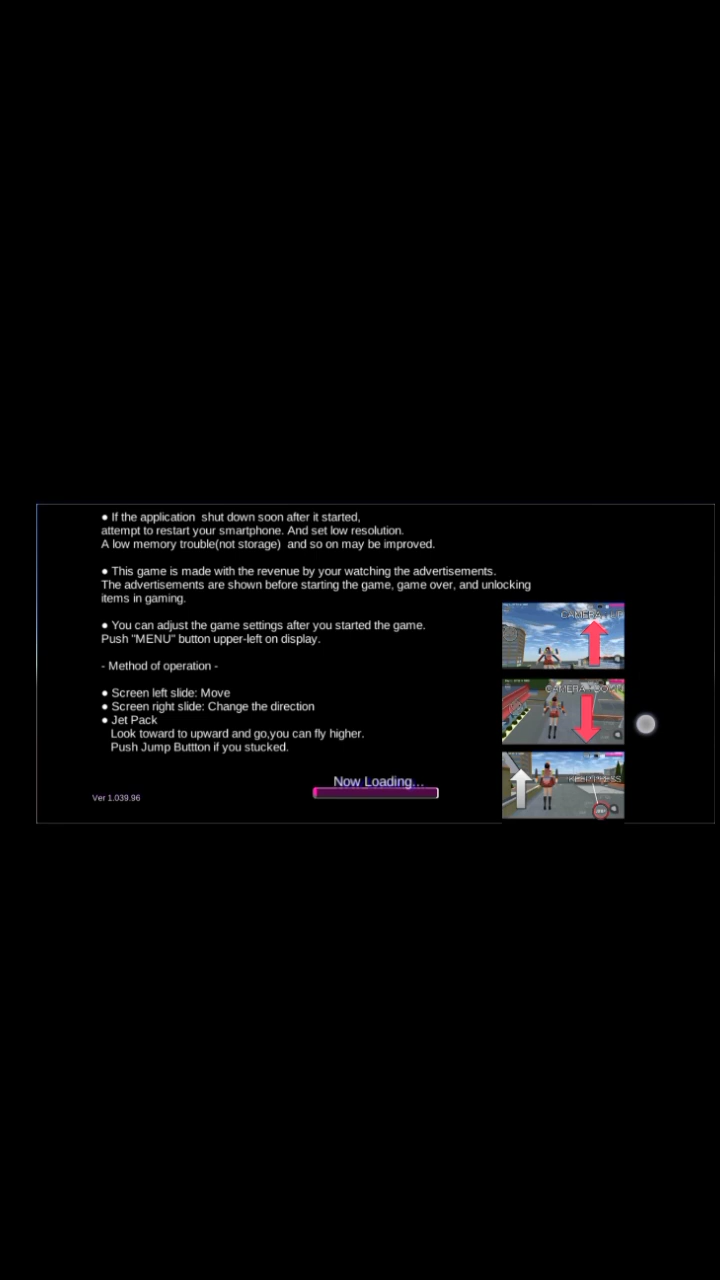 ● If the application  shut down soon after it started,
attempt to restart your smartphone. And set low resolution.
A low memory trouble(not storage)  and so on may be improved.
● This game is made with the revenue by your watching the advertisements.
The advertisements are shown before starting the game, game over, and unlocking
items in gaming.
● You can adjust the game settings after you started the game.
Push "MENU" button upper-left on display.
- Method of operation -
● Screen left slide: Move
● Screen right slide: Change the direction
● Jet Pack
Look toward to upward and go,you can fly higher.
Push Jump Buttton if you stucked.
Now Loading...
Ver 1.039.96
CAMERA
CAMERA